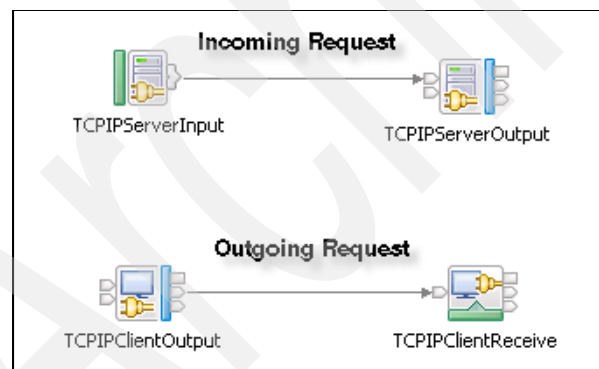 Incoming Request
TCPIPServerInput
TCPIPServerOutput
Outgoing Request
TCPIPClientOutput
TCPIPClientReceive